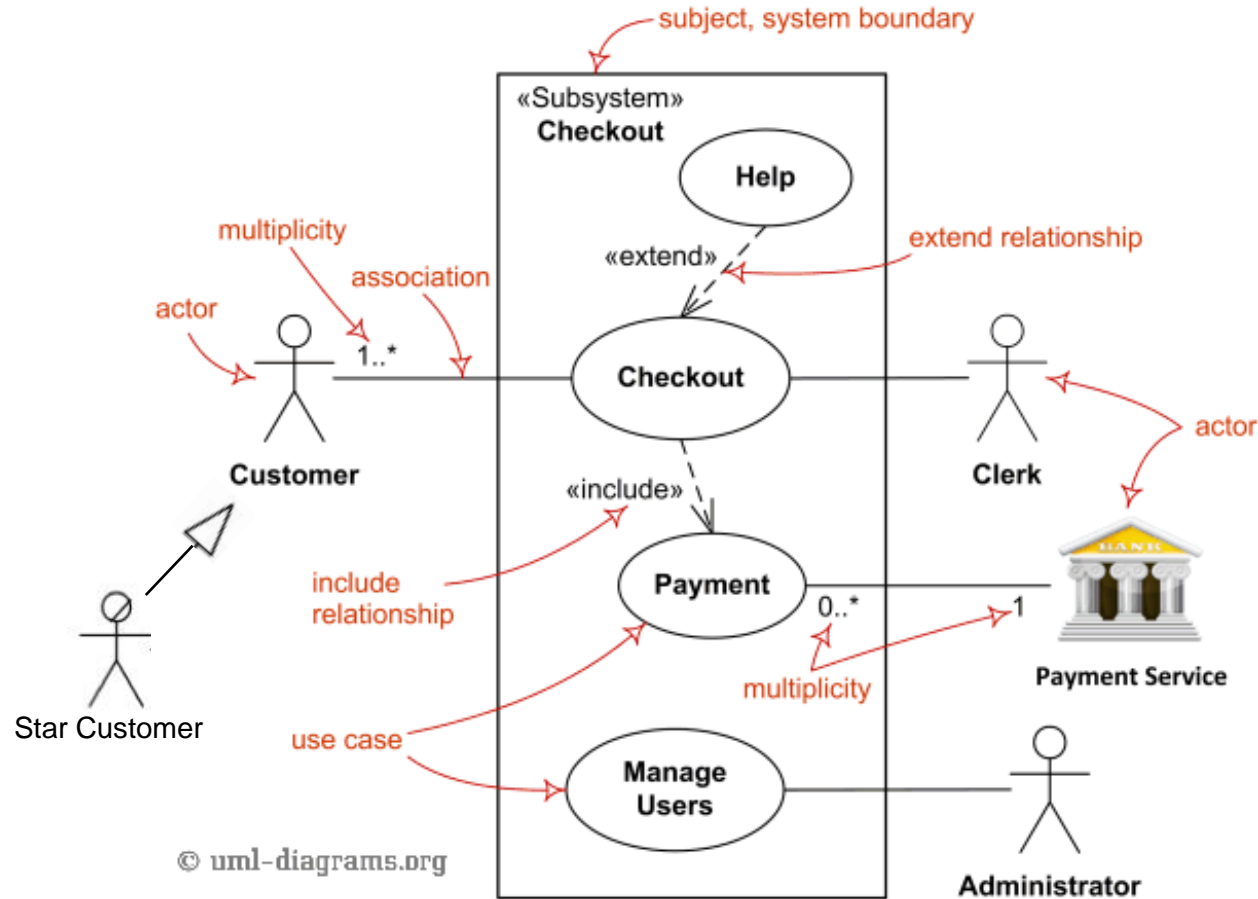 subject, system boundary
«Subsystem»
Checkout
Help
multiplicity
«extend»
extend relationship
association
actor
1..*
Checkout
Customer
Clerk
actor
«include»
BANK
include
relationship
Payment
0..*
1
multiplicity
Payment Service
Star Customer
use case
Manage
Users
© uml-diagrams.org
Administrator